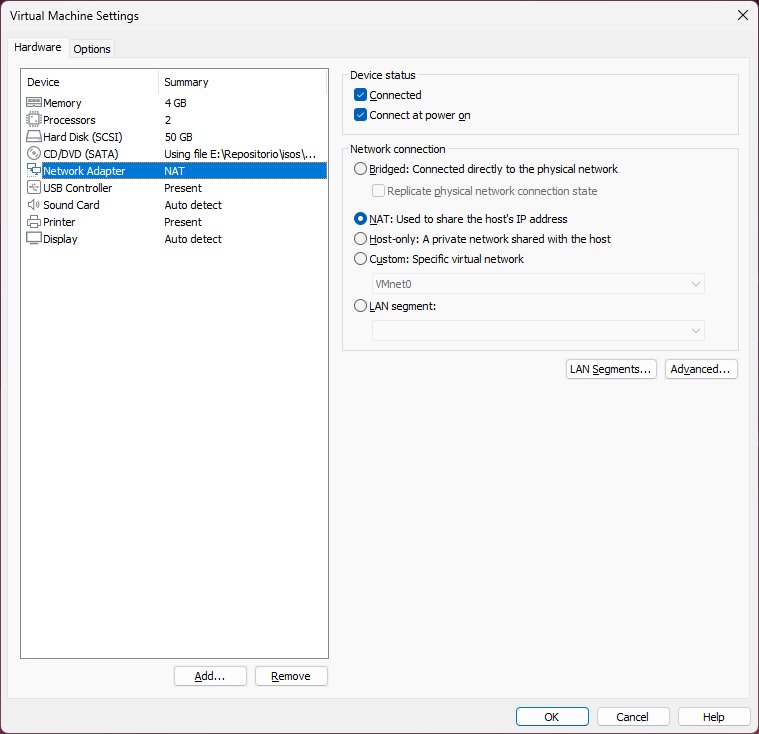 Virtual Machine Settings
Hardware
Options
Device Summary
Memory 4 GB
Processors 2
Hard Disk (SCSI) 50 GB
CD/DVD (SATA) Using file E:\Repositorio\isos\...
Network Adapter NAT
USB Controller Present
Sound Card Auto detect
Printer Present
Display Auto detect
Add...
Remove
Device status
Connected
Connect at power on
Network connection
Bridged: Connected directly to the physical network
Replicate physical network connection state
NAT: Used to share the host's IP address
Host-only: A private network shared with the host
Custom: Specific virtual network
VMnet0
LAN segment:
LAN Segments...
Advanced...
OK
Cancel
Help